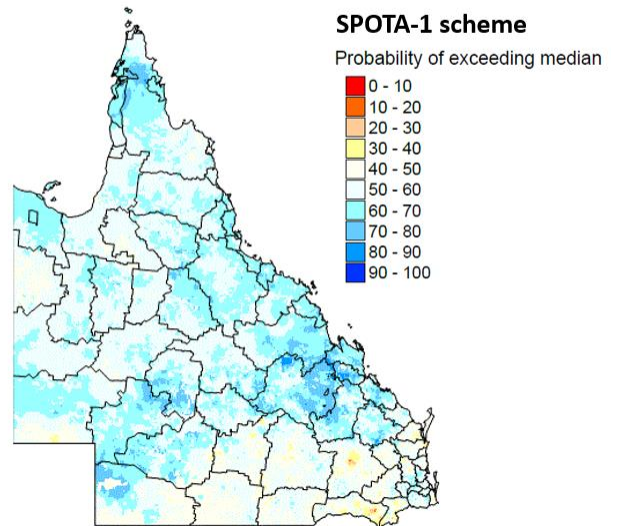 SPOTA-1 scheme
Probability of exceeding median
0 - 10
10 - 20
20 - 30
30 - 40
40 - 50
50 - 60
60 - 70
70 - 80
80 - 90
90 - 100